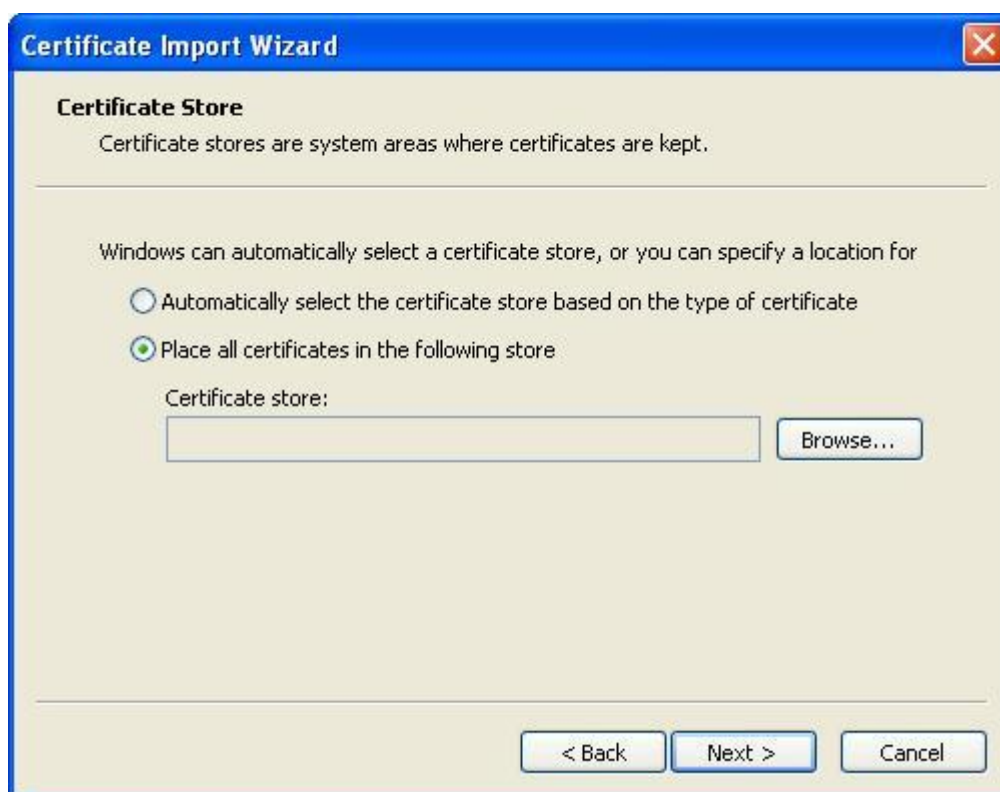 Certificate Import Wizard
Certificate Store
Certificate stores are system areas where certificates are kept.
Windows can automatically select a certificate store, or you can specify a location for
Automatically select the certificate store based on the type of certificate
Place all certificates in the following store
Certificate store:
Browse...
< Back Next > Cancel